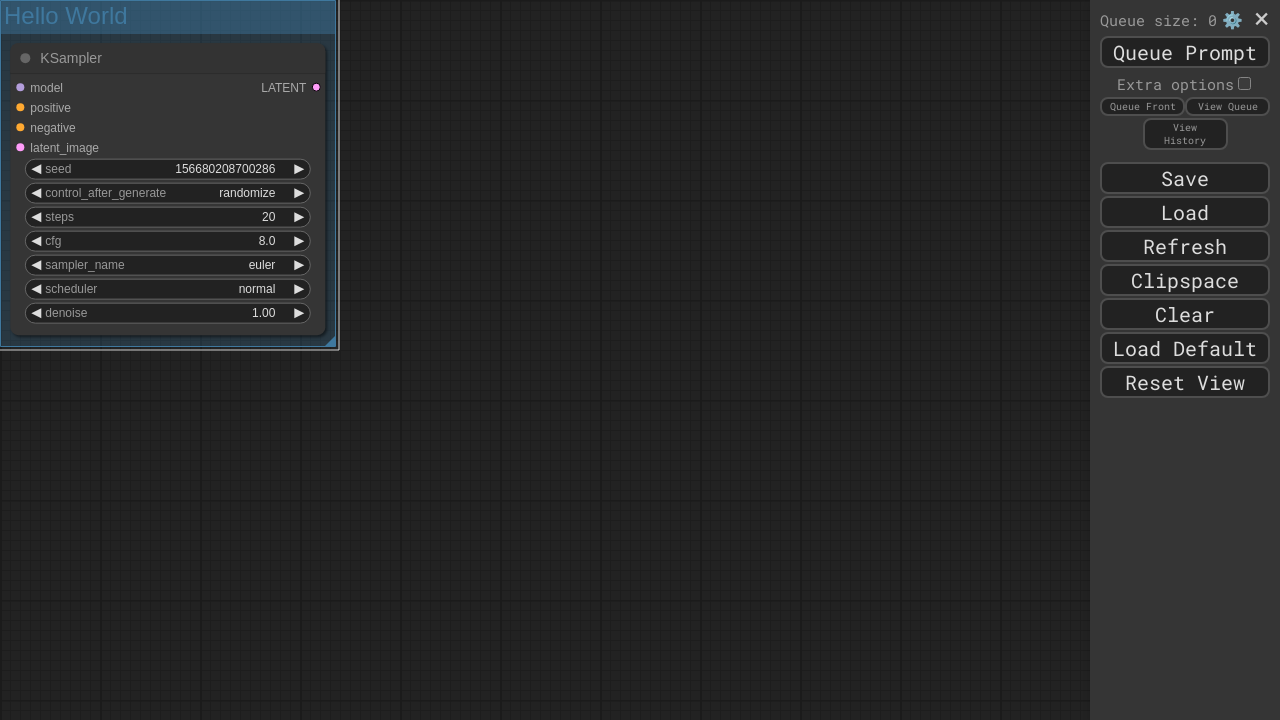 Hello World
KSampler
model LATENT
positive
negative
latent_image
seed 156680208700286
control_after_generate randomize
steps 20
cfg 8.0
sampler_name euler
scheduler normal
denoise 1.00
Queue size: 0
Queue Prompt
Extra options
Queue Front View Queue
View
History
Save
Load
Refresh
Clipspace
Clear
Load Default
Reset View